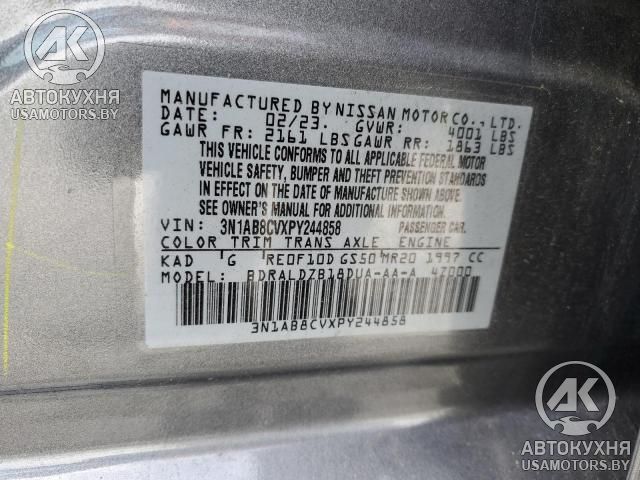 AK
АВТОКУХНЯ
USAMOTORS.BY
MANUFACTURED BY NISSAN MOTOR CO., LTD.
DATE: 02/23. GVWR: 4001 LBS
GAWR FR: 2161 LBS GAWR RR: 1863 LBS
THIS VEHICLE CONFORMS TO ALL APPLICABLE FEDERAL MOTOR
VEHICLE SAFETY, BUMPER AND THEFT PREVENTION STANDARDS
IN EFFECT ON THE DATE OF MANUFACTURE SHOWN ABOVE.
SEE OWNER'S MANUAL FOR ADDITIONAL INFORMATION.
VIN: 3N1AB8CVXPY244858 PASSENGER CAR.
COLOR TRIM TRANS AXLE ENGINE
KAD G RE0F10D GS50 MR20 1997 CC
MODEL: BDRALDZB18DUA-AA-A 4Z000
3N1AB8CVXPY244858
AK
АВТОКУХНЯ
USAMOTORS.BY